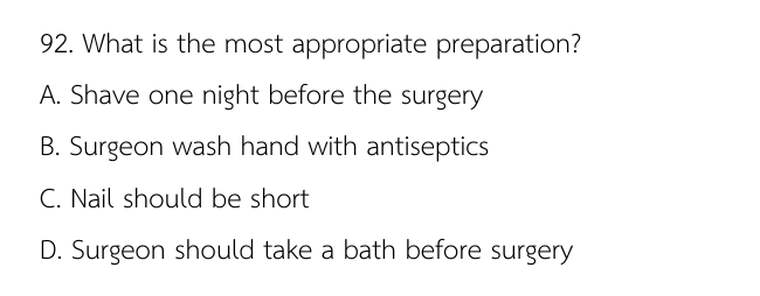 92. What is the most appropriate preparation?
A. Shave one night before the surgery
B. Surgeon wash hand with antiseptics
C. Nail should be short
D. Surgeon should take a bath before surgery